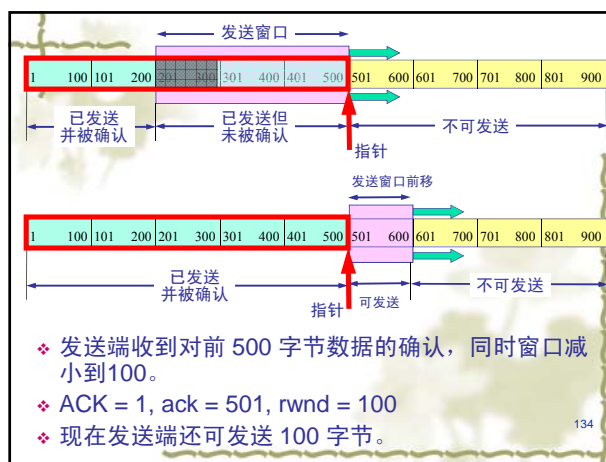 发送窗口
1 100 101 200 201 300 301 400 401 500 501 600 601 700 701 800 801 900
已发送
并被确认
已发送但
未被确认
不可发送
指针
发送窗口前移
1 100 101 200 201 300 301 400 401 500 501 600 601 700 701 800 801 900
已发送
并被确认
可发送
不可发送
指针
❖ 发送端收到对前 500 字节数据的确认，同时窗口减
小到100。
❖ ACK = 1, ack = 501, rwnd = 100
❖ 现在发送端还可发送 100 字节。
134